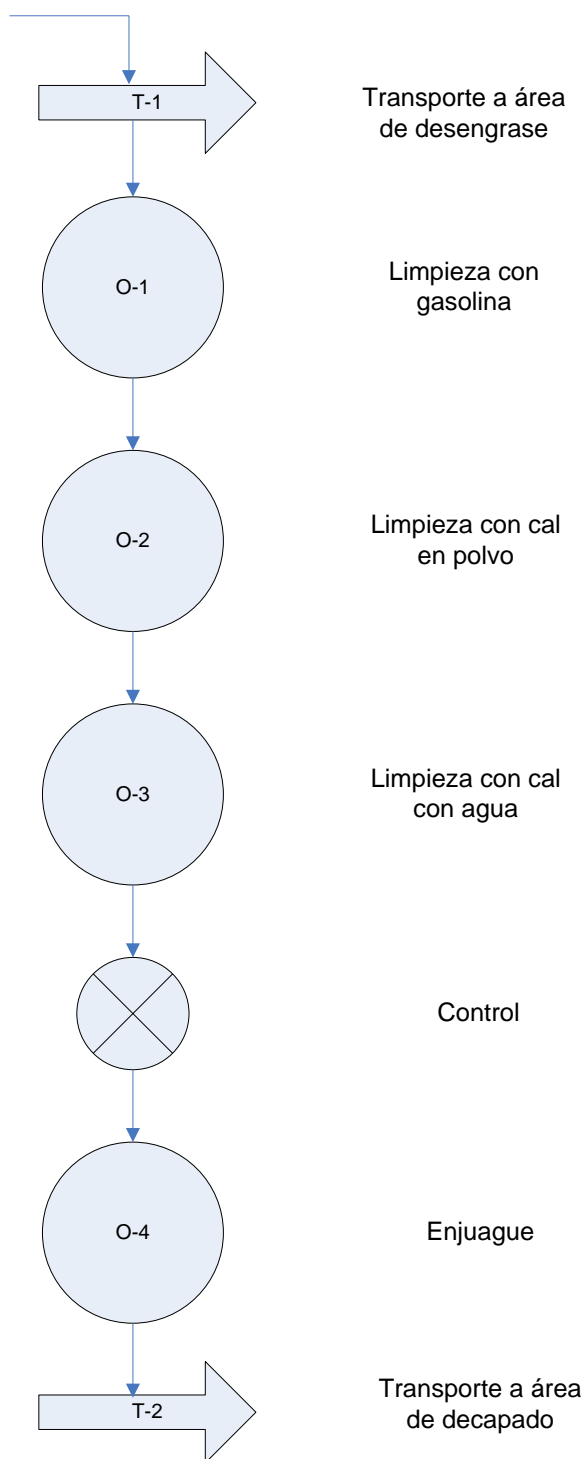 T-1
Transporte a área
de desengrase
O-1
Limpieza con
gasolina
O-2
Limpieza con cal
en polvo
O-3
Limpieza con cal
con agua
Control
O-4
Enjuague
T-2
Transporte a área
de decapado